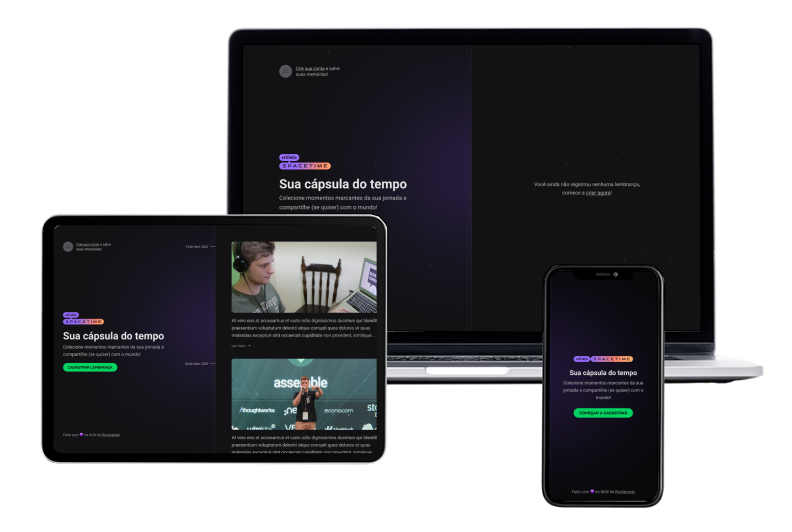 Crie sua conta e salve
suas memórias!
SPACETIME
Sua cápsula do tempo
Colecione momentos marcantes da sua jornada e
compartilhe (se quiser) com o mundo!
Você ainda não registrou nenhuma lembrança,
comece a criar agora!
Crie sua conta e salve
suas memórias!
SPACETIME
Sua cápsula do tempo
Colecione momentos marcantes da sua jornada e
compartilhe (se quiser) com o mundo!
CADASTRAR LEMBRANÇA
Feito com 💜 no NLW da Rocketseat
At vero eos et accusamus et iusto odio dignissimos ducimus qui blandit
praesentium voluptatum deleniti atque corrupti quos dolores et quas
molestias excepturi sint occaecati cupiditate non provident, similique...
Ler mais →
assemble
/thoughtworks
econocom
At vero eos et accusamus et iusto odio dignissimos ducimus qui blandit
praesentium voluptatum deleniti atque corrupti quos dolores et quas
molestias excepturi sint occaecati cupiditate non provident, similique...
SPACETIME
Sua cápsula do tempo
Colecione momentos marcantes da sua
jornada e compartilhe (se quiser) com o
mundo!
COMEÇAR A CADASTRAR
Feito com 💜 no NLW da Rocketseat